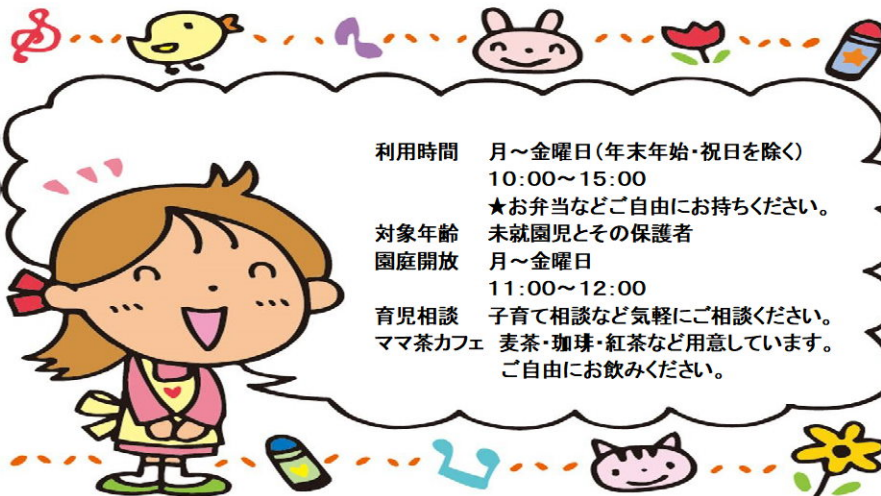 利用時間　月～金曜日(年末年始・祝日を除く)
10:00～15:00
★お弁当などご自由にお持ちください。
対象年齢　未就園児とその保護者
園庭開放　月～金曜日
11:00～12:00
育児相談　子育て相談など気軽にご相談ください。
ママ茶カフェ　麦茶・珈琲・紅茶など用意しています。
ご自由にお飲みください。